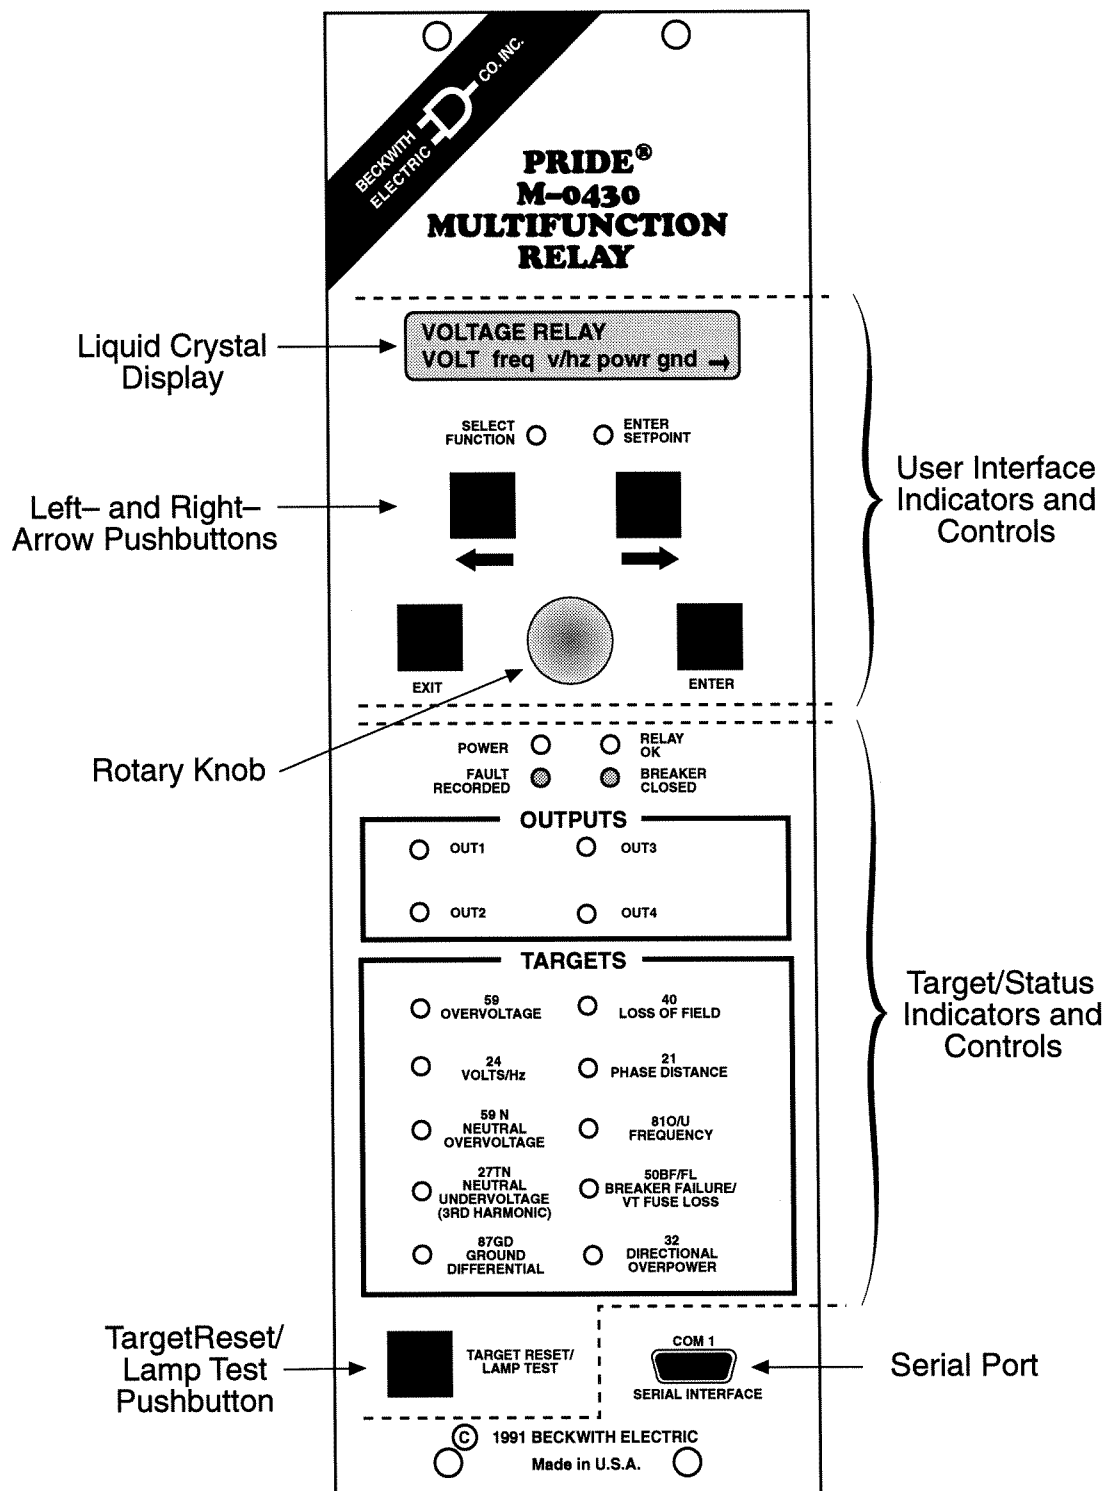 BECKWITH
ELECTRIC
CO. INC.
PRIDE®
M–0430
MULTIFUNCTION
RELAY
Liquid Crystal
Display
VOLTAGE RELAY
VOLT freq v/hz powr gnd →
SELECT
FUNCTION
ENTER
SETPOINT
Left– and Right–
Arrow Pushbuttons
User Interface
Indicators and
Controls
EXIT
ENTER
Rotary Knob
POWER
RELAY
OK
FAULT
RECORDED
BREAKER
CLOSED
OUTPUTS
OUT1
OUT3
OUT2
OUT4
TARGETS
59
OVERVOLTAGE
40
LOSS OF FIELD
24
VOLTS/Hz
21
PHASE DISTANCE
59 N
NEUTRAL
OVERVOLTAGE
81O/U
FREQUENCY
27TN
NEUTRAL
UNDERVOLTAGE
(3RD HARMONIC)
50BF/FL
BREAKER FAILURE/
VT FUSE LOSS
87GD
GROUND
DIFFERENTIAL
32
DIRECTIONAL
OVERPOWER
Target/Status
Indicators and
Controls
TargetReset/
Lamp Test
Pushbutton
TARGET RESET/
LAMP TEST
COM 1
SERIAL INTERFACE
Serial Port
© 1991 BECKWITH ELECTRIC
Made in U.S.A.